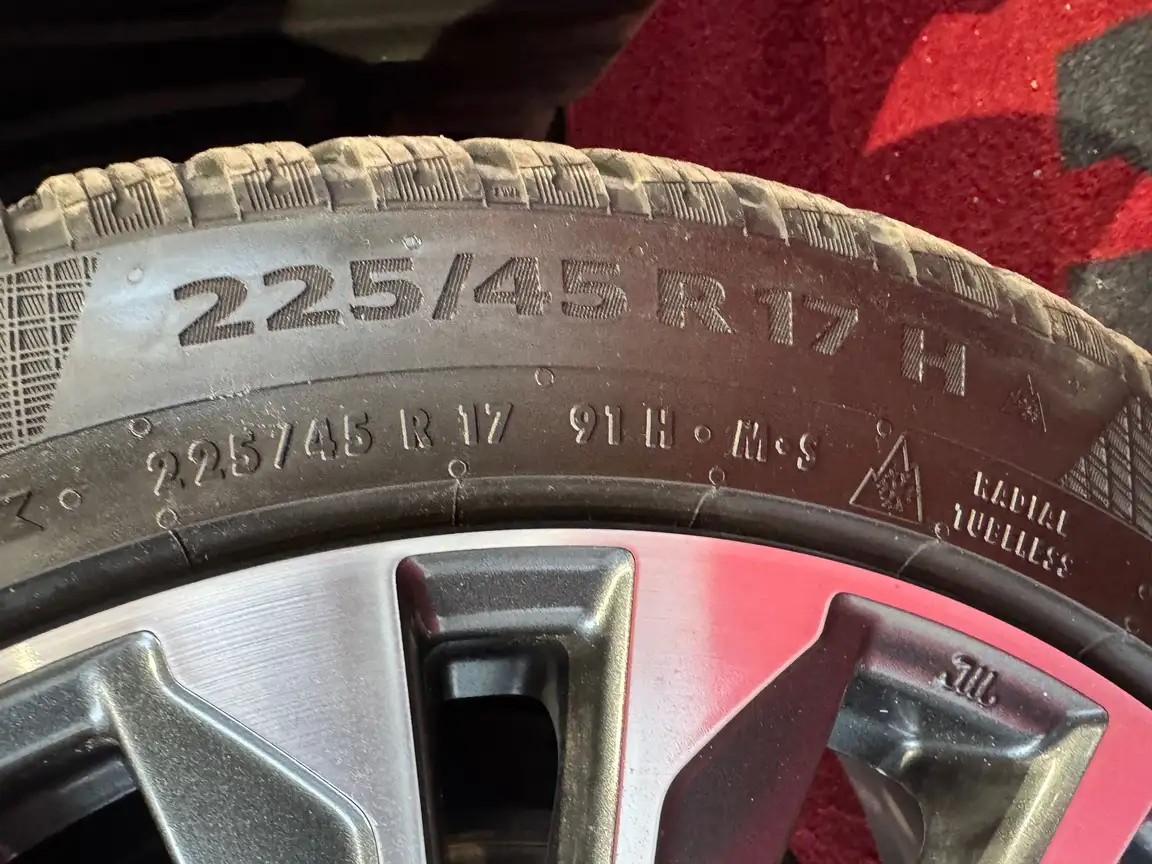 225/45 R 17 H
225/45 R 17 91 H · M·S
RADIAL
TUBELESS